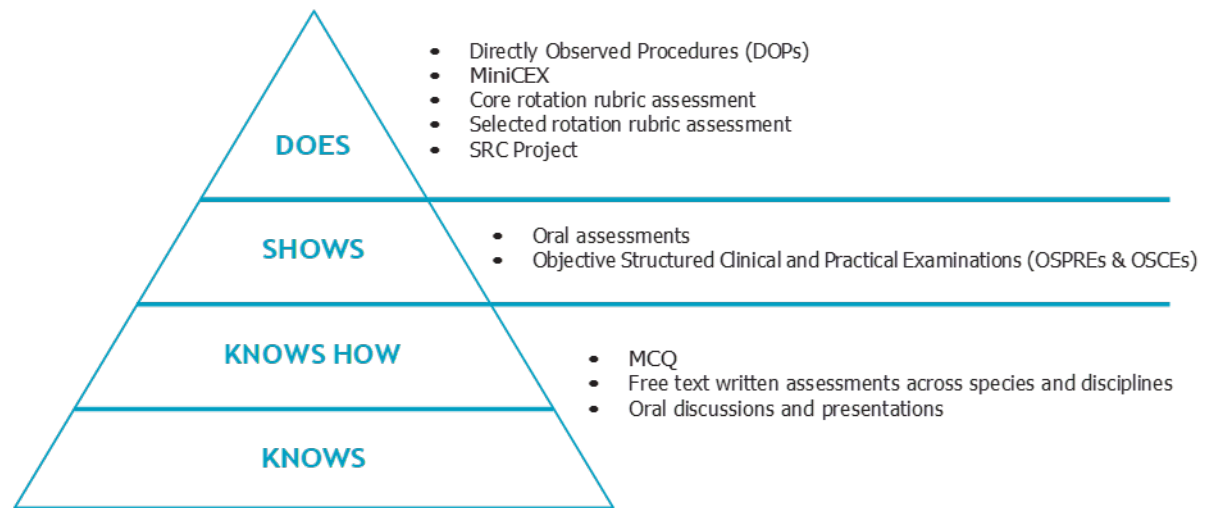 DOES
• Directly Observed Procedures (DOPs)
• MiniCEX
• Core rotation rubric assessment
• Selected rotation rubric assessment
• SRC Project
SHOWS
• Oral assessments
• Objective Structured Clinical and Practical Examinations (OSPREs & OSCEs)
KNOWS HOW
• MCQ
• Free text written assessments across species and disciplines
• Oral discussions and presentations
KNOWS